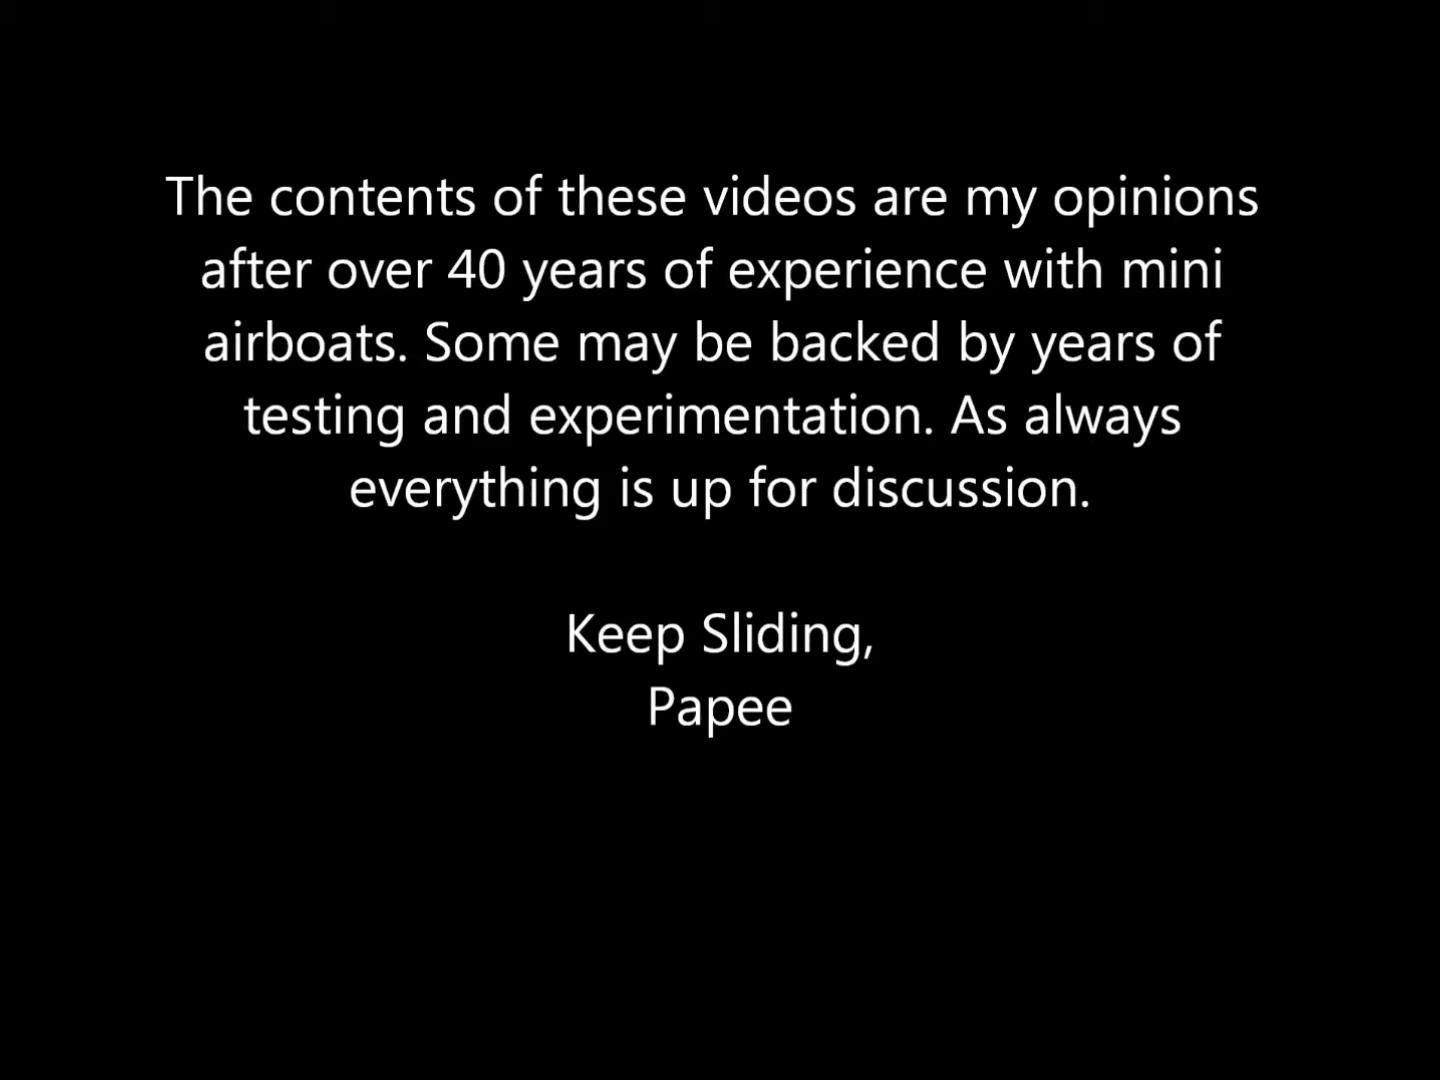 The contents of these videos are my opinions
after over 40 years of experience with mini
airboats. Some may be backed by years of
testing and experimentation. As always
everything is up for discussion.
Keep Sliding,
Papee